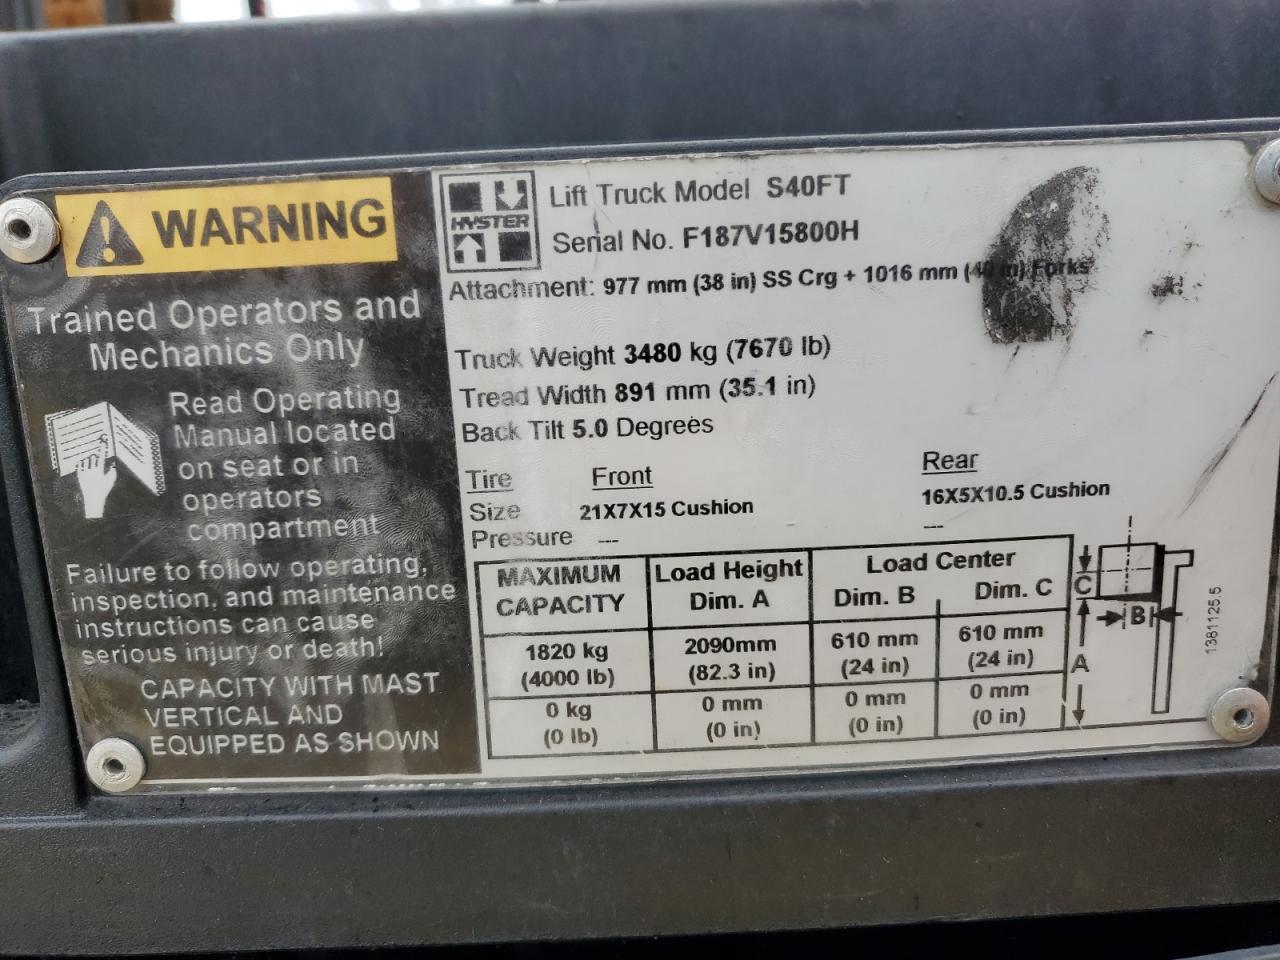 WARNING
Trained Operators and
Mechanics Only
Read Operating
Manual located
on seat or in
operators
compartment
Failure to follow operating,
inspection, and maintenance
instructions can cause
serious injury or death!
CAPACITY WITH MAST
VERTICAL AND
EQUIPPED AS SHOWN
HYSTER
Lift Truck Model S40FT
Serial No. F187V15800H
Attachment: 977 mm (38 in) SS Crg + 1016 mm (40 in) Forks
Truck Weight 3480 kg (7670 lb)
Tread Width 891 mm (35.1 in)
Back Tilt 5.0 Degrees
Tire Front Rear
Size 21X7X15 Cushion 16X5X10.5 Cushion
Pressure --- ---
MAXIMUM CAPACITY Load Height Dim. A Load Center Dim. B Dim. C
1820 kg 2090mm 610 mm 610 mm
(4000 lb) (82.3 in) (24 in) (24 in)
0 kg 0 mm 0 mm 0 mm
(0 lb) (0 in) (0 in) (0 in)
C
B
A
1381125.5